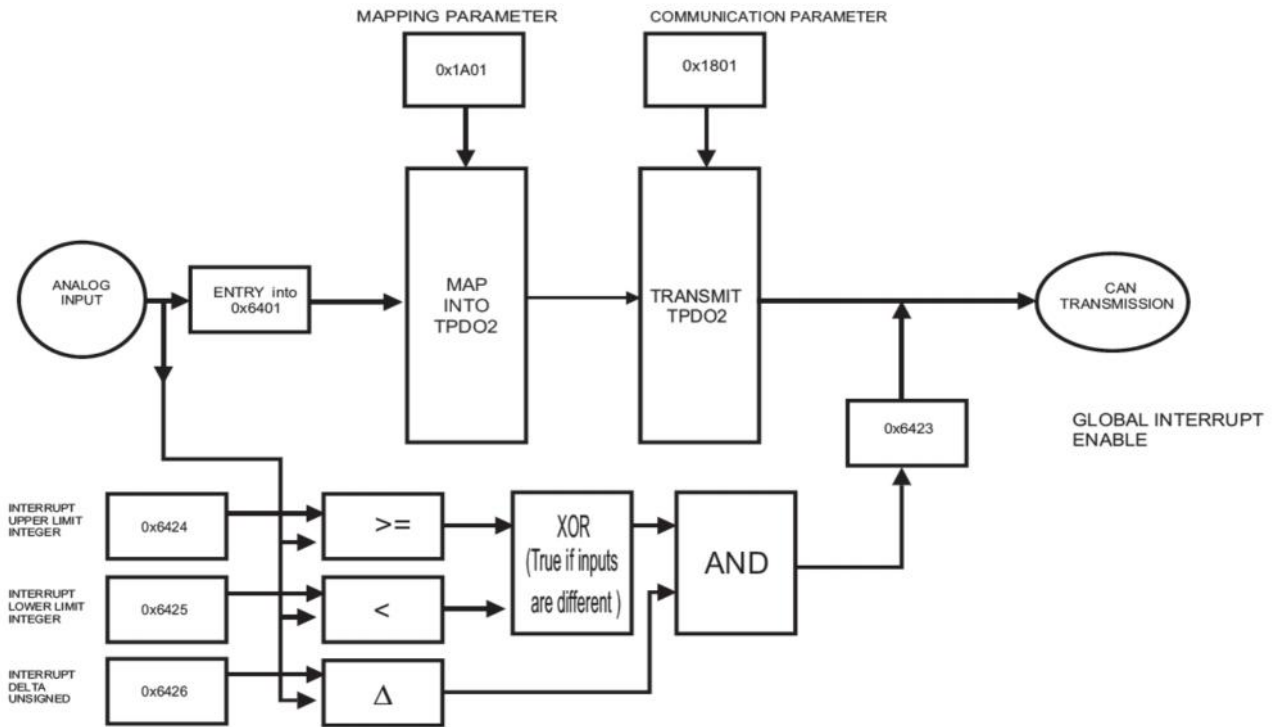 MAPPING PARAMETER
COMMUNICATION PARAMETER
0x1A01
0x1801
ANALOG
INPUT
ENTRY into
0x6401
MAP
INTO
TPDO2
TRANSMIT
TPDO2
CAN
TRANSMISSION
0x6423
GLOBAL INTERRUPT
ENABLE
INTERRUPT
UPPER LIMIT
INTEGER
0x6424
>=
XOR
(True if inputs
are different )
AND
INTERRUPT
LOWER LIMIT
INTEGER
0x6425
<
INTERRUPT
DELTA
UNSIGNED
0x6426
Δ